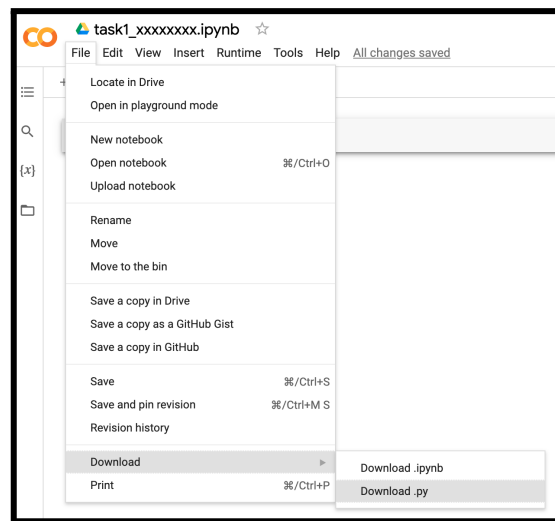 task1_xxxxxxxx.ipynb
File Edit View Insert Runtime Tools Help All changes saved
+
Locate in Drive
Open in playground mode
New notebook
Open notebook ⌘/Ctrl+O
Upload notebook
{x}
Rename
Move
Move to the bin
Save a copy in Drive
Save a copy as a GitHub Gist
Save a copy in GitHub
Save ⌘/Ctrl+S
Save and pin revision ⌘/Ctrl+M S
Revision history
Download
Download .ipynb
Print ⌘/Ctrl+P
Download .py